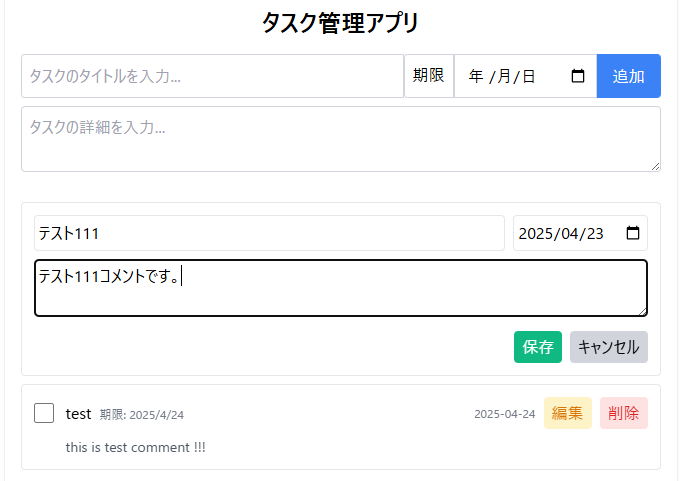 タスク管理アプリ
タスクのタイトルを入力... 期限 年 /月/日 追加
タスクの詳細を入力...
テスト111 2025/04/23
テスト111コメントです。
保存 キャンセル
test 期限: 2025/4/24 2025-04-24 編集 削除
this is test comment !!!